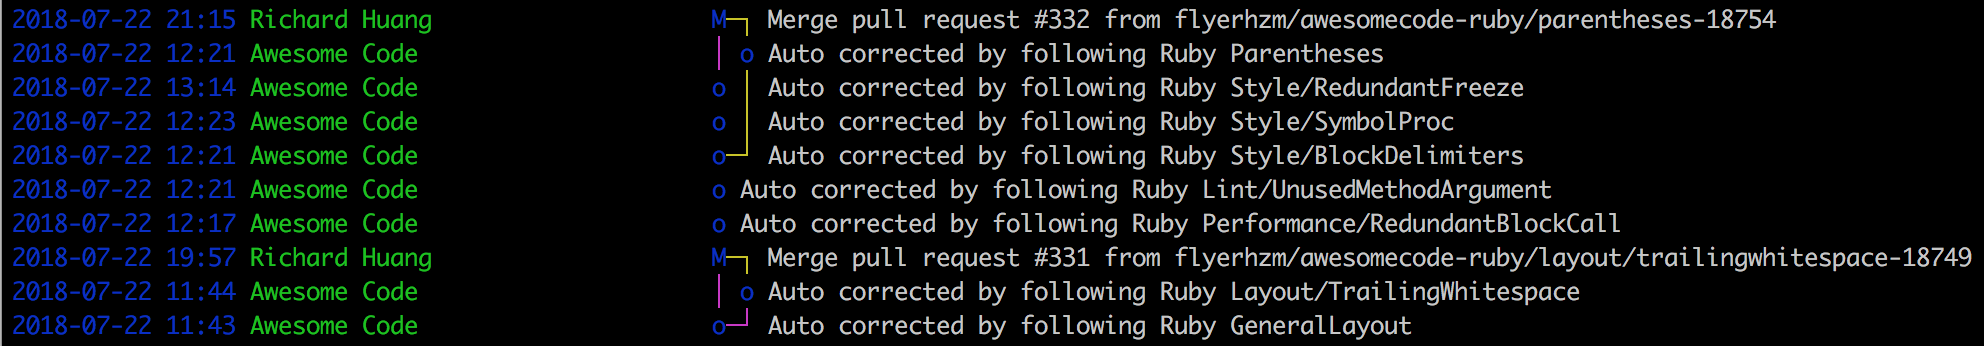 2018-07-22 21:15 Richard Huang M Merge pull request #332 from flyerhzm/awesomecode-ruby/parentheses-18754
2018-07-22 12:21 Awesome Code o Auto corrected by following Ruby Parentheses
2018-07-22 13:14 Awesome Code o Auto corrected by following Ruby Style/RedundantFreeze
2018-07-22 12:23 Awesome Code o Auto corrected by following Ruby Style/SymbolProc
2018-07-22 12:21 Awesome Code o Auto corrected by following Ruby Style/BlockDelimiters
2018-07-22 12:21 Awesome Code o Auto corrected by following Ruby Lint/UnusedMethodArgument
2018-07-22 12:17 Awesome Code o Auto corrected by following Ruby Performance/RedundantBlockCall
2018-07-22 19:57 Richard Huang M Merge pull request #331 from flyerhzm/awesomecode-ruby/layout/trailingwhitespace-18749
2018-07-22 11:44 Awesome Code o Auto corrected by following Ruby Layout/TrailingWhitespace
2018-07-22 11:43 Awesome Code o Auto corrected by following Ruby GeneralLayout